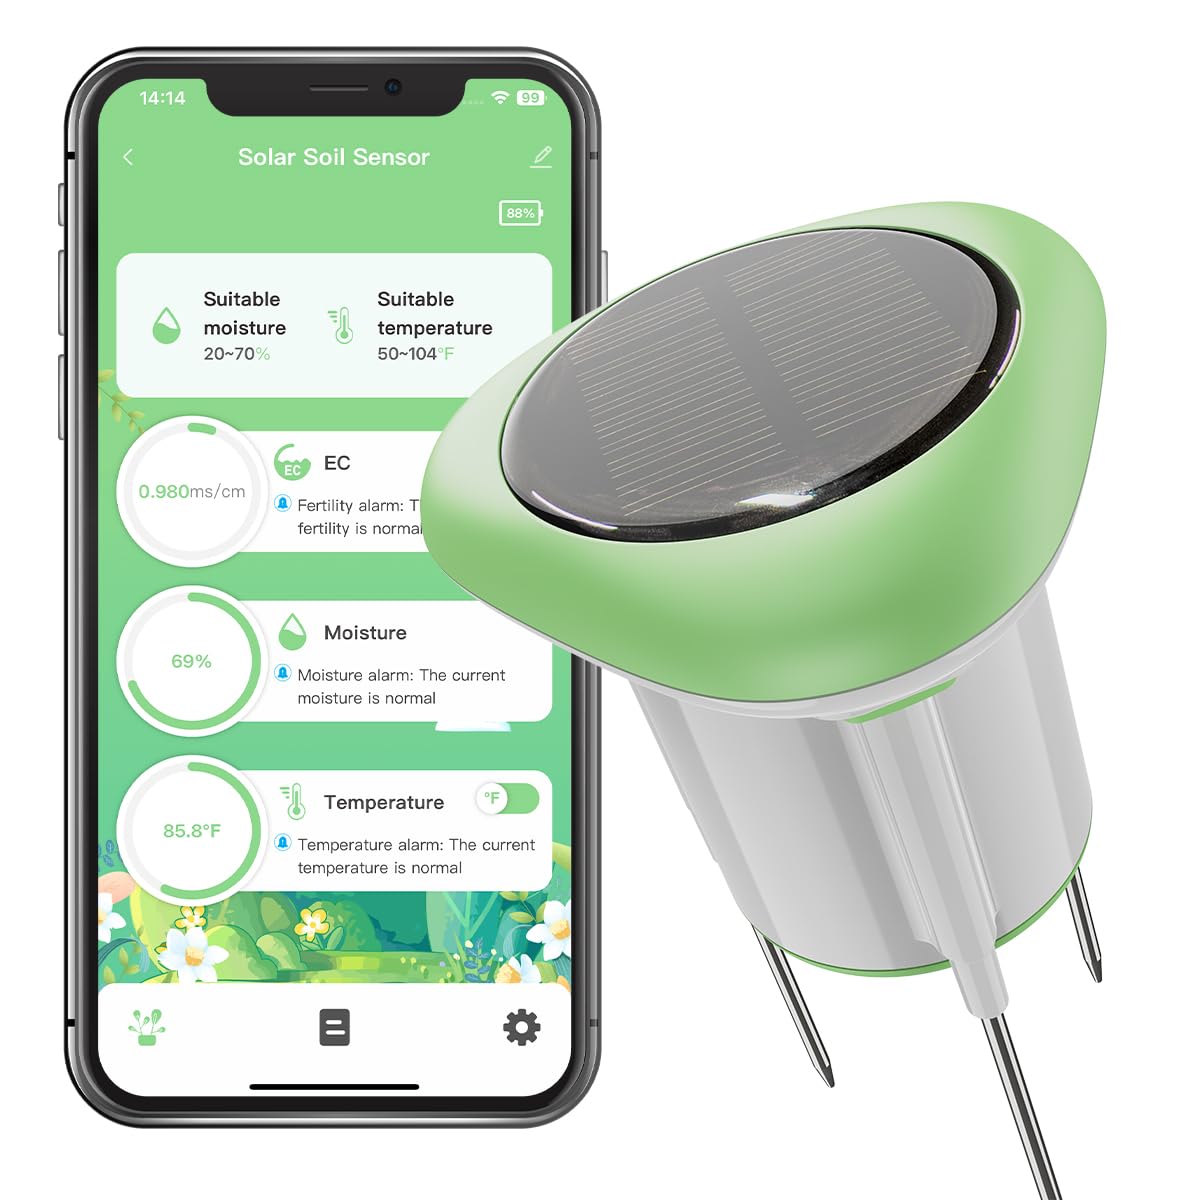 14:14
99
Solar Soil Sensor
88%
Suitable
moisture
20~70%
Suitable
temperature
50~104°F
0.980ms/cm
EC
EC
Fertility alarm:
fertility is normal
69%
Moisture
Moisture alarm: The current
moisture is normal
85.8°F
Temperature
°F
Temperature alarm: The current
temperature is normal